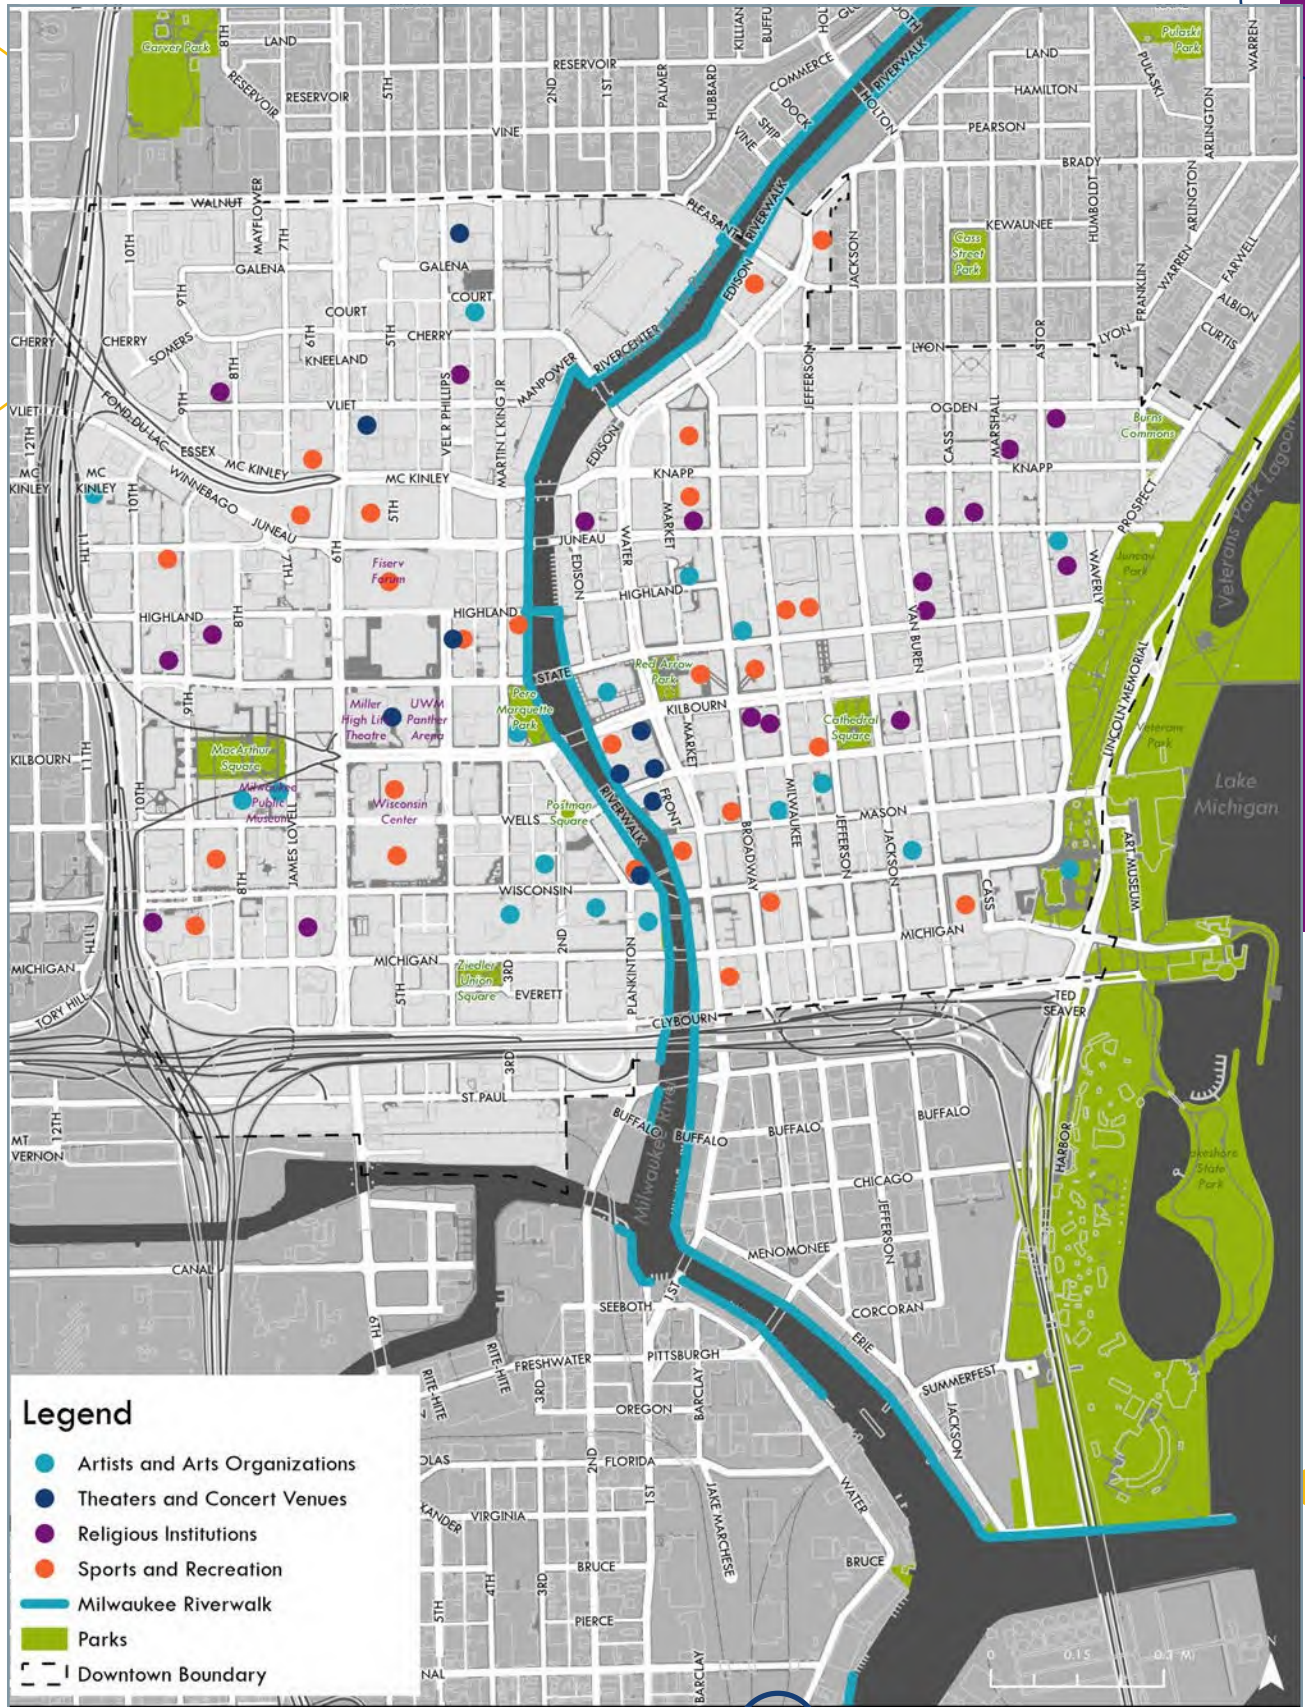 Carver Park
8TH
LAND
RESERVOIR
RESERVOIR
5TH
RESERVOIR
2ND
1ST
PALMER
HUBBARD
KILLIAN
BUFFU
HOL
COMMERCE
DOCK
SHIP
VINE
VINE
RIVERWALK
HOLTON
LAND
HAMILTON
PEARSON
BRADY
Pulaski
Park
PULASKI
WARREN
ARLINGTON
ARLINGTON
WALNUT
MAYFLOWER
7TH
10TH
GALENA
GALENA
9TH
COURT
COURT
CHERRY
CHERRY
CHERRY
SOMERS
6TH
5TH
KNEELAND
8TH
9TH
PLEASANT
RIVERWALK
EDISON
JACKSON
KEWAUNEE
HUMBOLDT
Cass
Street
Park
FRANKLIN
WARREN
FARWELL
ALBION
CURTIS
LYON
LYON
ASTOR
JEFFERSON
MANPOWER
RIVERCENTER
VEL R PHILLIPS
MARTIN L KING JR
VLIET
VLIET
12TH
FOND DU LAC
ESSEX
MC KINLEY
MC KINLEY
MC
KINLEY
MC
KINLEY
WINNEBAGO
10TH
JUNEAU
11TH
7TH
6TH
5TH
EDISON
KNAPP
MARKET
WATER
JUNEAU
EDISON
OGDEN
CASS
MARSHALL
KNAPP
Burns
Commons
PROSPECT
Veterans Park Lagoon
Fiserv
Forum
HIGHLAND
8TH
HIGHLAND
HIGHLAND
VAN BUREN
WAVERLY
Juneau
Park
STATE
Red Arrow
Park
KILBOURN
Pere
Marquette
Park
Miller
High Life
Theatre
UWM
Panther
Arena
9TH
MacArthur
Square
KILBOURN
11TH
10TH
Milwaukee
Public
Museum
JAMES LOVELL
Wisconsin
Center
WELLS
Postman
Square
RIVERWALK
FRONT
MARKET
Cathedral
Square
LINCOLN MEMORIAL
Veterans
Park
Lake
Michigan
BROADWAY
MILWAUKEE
MASON
JEFFERSON
JACKSON
ART MUSEUM
8TH
WISCONSIN
CASS
MICHIGAN
11TH
MICHIGAN
MICHIGAN
2ND
PLANKINTON
Ziedler
Union
Square
3RD
5TH
EVERETT
TORY HILL
CLYBOURN
TED
SEAVER
3RD
ST PAUL
12TH
MT
VERNON
BUFFALO
BUFFALO
BUFFALO
BUFFALO
Milwaukee River
HARBOR
CHICAGO
JEFFERSON
State
Park
MENOMONEE
CANAL
SEEBOTH
1ST
CORCORAN
ERIE
6TH
RITE-HITE
RITE-HITE
FRESHWATER
PITTSBURGH
3RD
OREGON
BARCLAY
SUMMERFEST
JACKSON
OLAS
2ND
FLORIDA
1ST
JAKE MARCHESE
WATER
XANDER
VIRGINIA
BRUCE
BRUCE
4TH
3RD
5TH
PIERCE
NAL
BARCLAY
Legend
Artists and Arts Organizations
Theaters and Concert Venues
Religious Institutions
Sports and Recreation
Milwaukee Riverwalk
Parks
Downtown Boundary
0 0.15 0.3 Mi
N